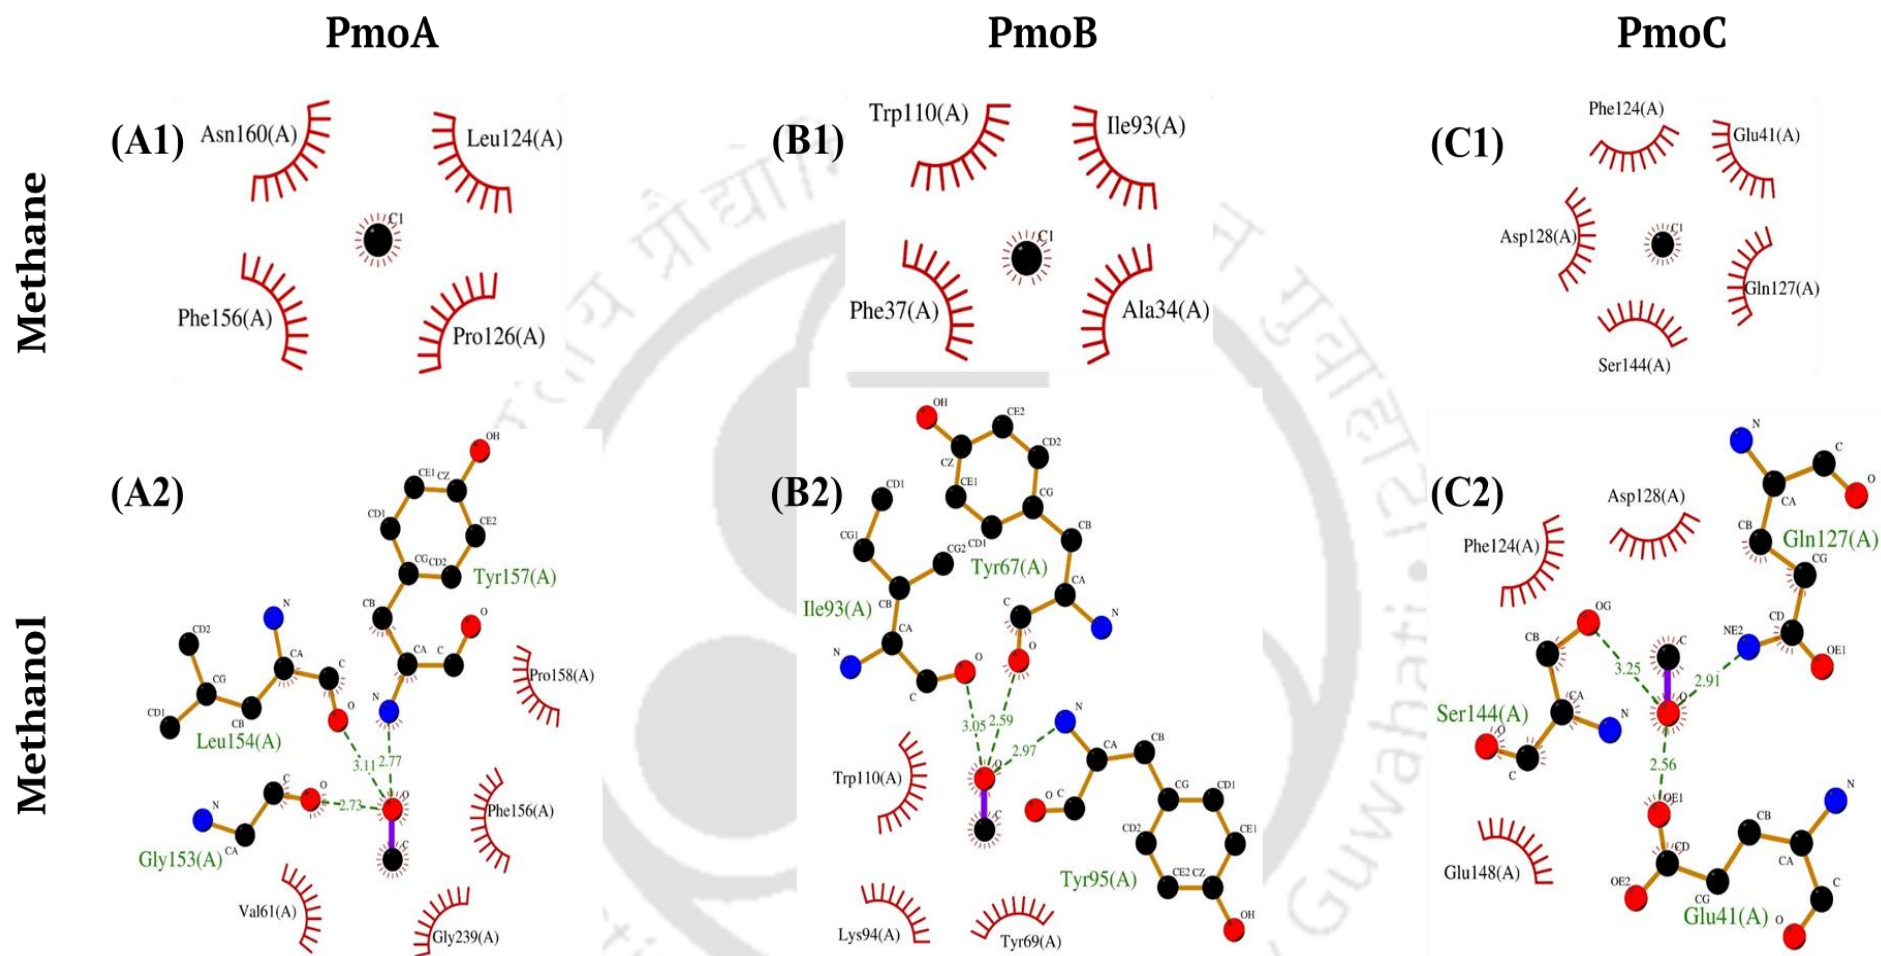 PmoA PmoB PmoC
Methane
(A1)
Asn160(A)
Leu124(A)
C1
Phe156(A)
Pro126(A)
(B1)
Trp110(A)
Ile93(A)
C1
Phe37(A)
Ala34(A)
(C1)
Phe124(A)
Glu41(A)
Asp128(A)
C1
Gln127(A)
Ser144(A)
Methanol
(A2)
OH
CE1 CZ
CD1
CE2
CG CD2
Tyr157(A)
CB
O
N
CA C
CD2
N
CA C
CG
O
CD1
CB
Leu154(A)
N
Pro158(A)
3.11 2.77
C O
2.73
O
N
CA
C
Gly153(A)
Phe156(A)
Val61(A)
Gly239(A)
(B2)
OH
CE2
CZ
CD2
CD1
CE1
CG
CG1
CG2
CD1
CB
Tyr67(A)
Ile93(A)
CB
CA
C
N
CA
O
N
O
C
3.05 2.59
2.97
N
CA CB
Trp110(A)
O
C
O C
CG CD1
CD2 CE1
CE2 CZ
Tyr95(A)
OH
Lys94(A)
Tyr69(A)
(C2)
N
C
Asp128(A)
CA
O
CB
Gln127(A)
Phe124(A)
CG
OG
CB
C
NE2
CD
OE1
3.25
2.91
O
CA
Ser144(A)
N
O
C
2.56
OE1
N
CB
CD
CA
Glu148(A)
OE2
CG
C
Glu41(A)
O
Guwahati